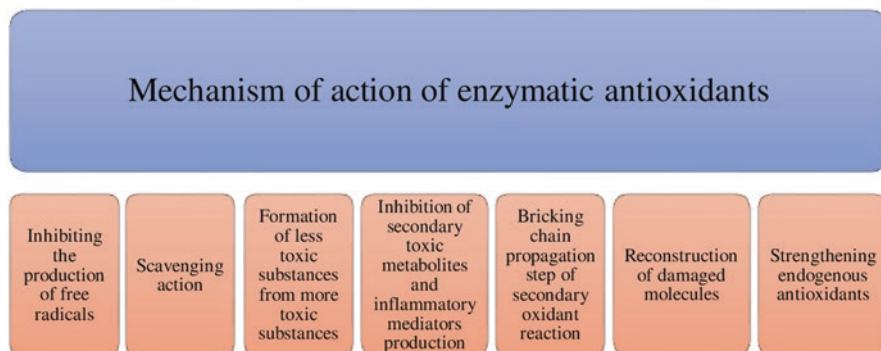 Mechanism of action of enzymatic antioxidants
Inhibiting
the
production
of free
radicals
Scavenging
action
Formation
of less
toxic
substances
from more
toxic
substances
Inhibition of
secondary
toxic
metabolites
and
inflammatory
mediators
production
Bricking
chain
propagation
step of
secondary
oxidant
reaction
Reconstruction
of damaged
molecules
Strengthening
endogenous
antioxidants